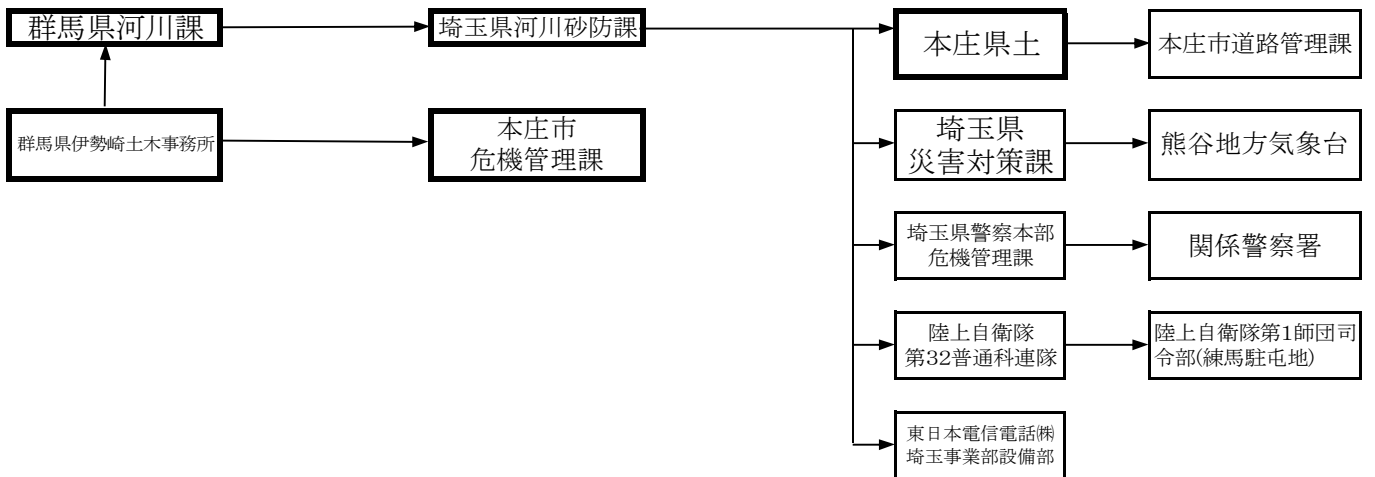 群馬県河川課
埼玉県河川砂防課
本庄県土
本庄市道路管理課
群馬県伊勢崎土木事務所
本庄市
危機管理課
埼玉県
災害対策課
熊谷地方気象台
埼玉県警察本部
危機管理課
関係警察署
陸上自衛隊
第32普通科連隊
陸上自衛隊第1師団司
令部(練馬駐屯地)
東日本電信電話㈱
埼玉事業部設備部